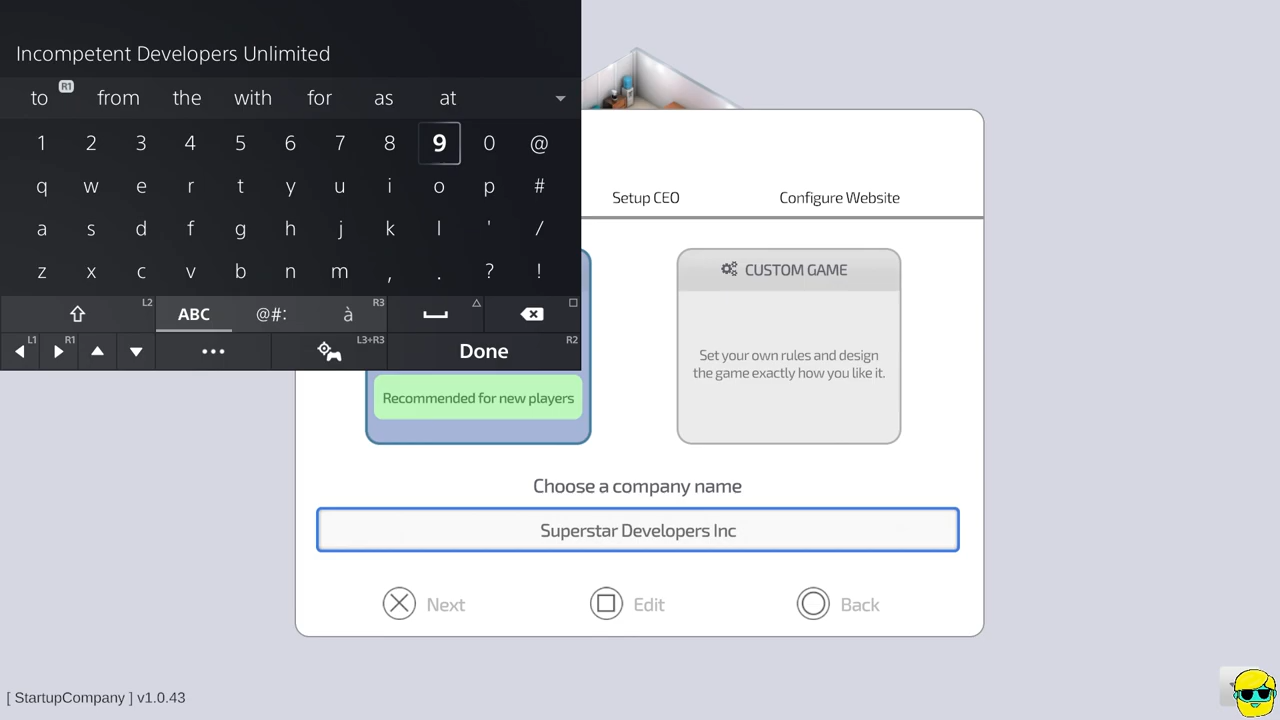 Incompetent Developers Unlimited
to R1 from the with for as at
1 2 3 4 5 6 7 8 9 0 @
q w e r t y u i o p #
a s d f g h j k l ' /
z x c v b n m , . ? !
L2 ABC @#: à R3
L1 R1 ••• L3+R3 Done R2
Setup CEO Configure Website
CUSTOM GAME
Set your own rules and design
the game exactly how you like it.
Recommended for new players
Choose a company name
Superstar Developers Inc
Next Edit Back
[ StartupCompany ] v1.0.43